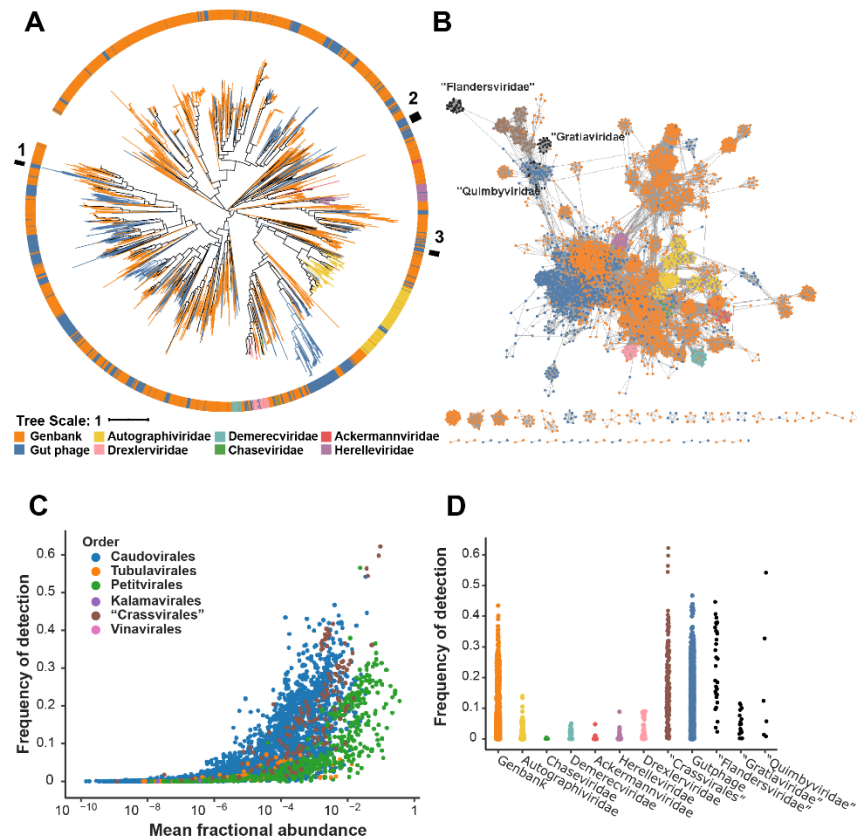 A
B
"Flandersviridae"
2
"Gratiaviridae"
1
"Quimbyviridae"
3
Tree Scale: 1
Genbank
Autographiviridae
Demerecviridae
Ackermannviridae
Gut phage
Drexlerviridae
Chaseviridae
Herelleviridae
C
D
Order
Caudovirales
Tubulavirales
Petitvirales
Kalamavirales
“Crassvirales”
Vinavirales
Frequency of detection
0.6
0.5
0.4
0.3
0.2
0.1
0
10 −10
10 −8
10 −6
10 −4
10 −2
1
Mean fractional abundance
Frequency of detection
0.6
0.5
0.4
0.3
0.2
0.1
0
Genbank
Autographiviridae
Chaseviridae
Demerecviridae
Ackermannviridae
Herelleviridae
Drexlerviridae
"Crassvirales"
Gutphage
"Flandersviridae"
"Gratiaviridae"
"Quimbyviridae"